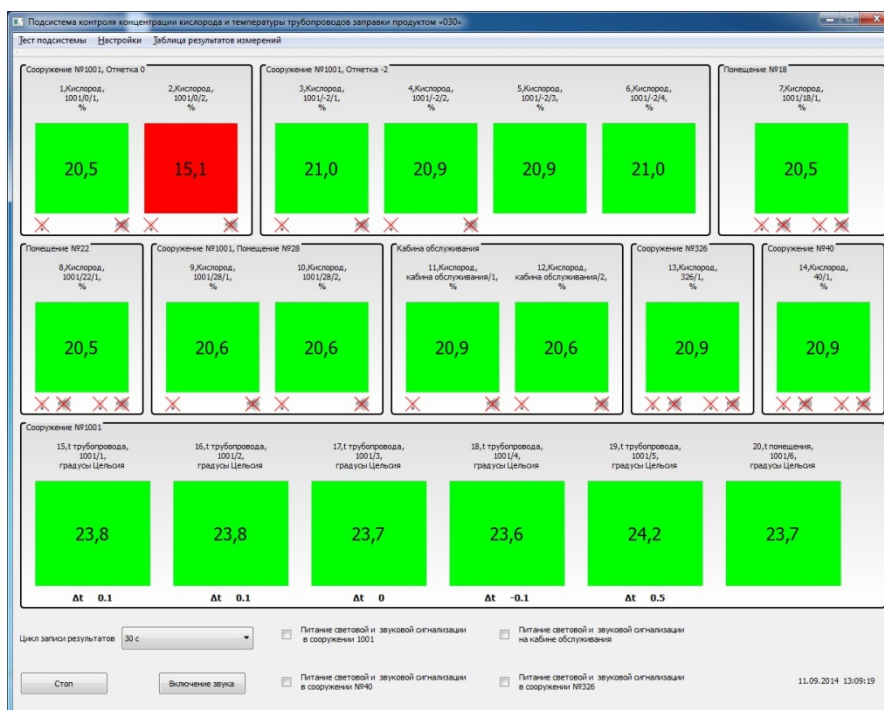 Подсистема контроля концентрации кислорода и температуры трубопроводов заправки продуктом «030»
Тест подсистемы Настройки Таблица результатов измерений
Сооружение №1001, Отметка 0
1,Кислород,
1001/0/1,
%
20,5
2,Кислород,
1001/0/2,
%
15,1
Сооружение №1001, Отметка -2
3,Кислород,
1001/-2/1,
%
21,0
4,Кислород,
1001/-2/2,
%
20,9
5,Кислород,
1001/-2/3,
%
20,9
6,Кислород,
1001/-2/4,
%
21,0
Помещение №18
7,Кислород,
1001/18/1,
%
20,5
Помещение №22
8,Кислород,
1001/22/1,
%
20,5
Сооружение №1001, Помещение №28
9,Кислород,
1001/28/1,
%
20,6
10,Кислород,
1001/28/2,
%
20,6
Кабина обслуживания
11,Кислород,
кабина обслуживания/1,
%
20,9
12,Кислород,
кабина обслуживания/2,
%
20,6
Сооружение №326
13,Кислород,
326/1,
%
20,9
Сооружение №40
14,Кислород,
40/1,
%
20,9
Сооружение №1001
15,t трубопровода,
1001/1,
градусы Цельсия
23,8
Δt 0.1
16,t трубопровода,
1001/2,
градусы Цельсия
23,8
Δt 0.1
17,t трубопровода,
1001/3,
градусы Цельсия
23,7
Δt 0
18,t трубопровода,
1001/4,
градусы Цельсия
23,6
Δt -0.1
19,t трубопровода,
1001/5,
градусы Цельсия
24,2
Δt 0.5
20,t помещения,
1001/6,
градусы Цельсия
23,7
Цикл записи результатов 30 с
Питание световой и звуковой сигнализации
в сооружении 1001
Питание световой и звуковой сигнализации
на кабине обслуживания
Стоп
Включение звука
Питание световой и звуковой сигнализации
в сооружении №40
Питание световой и звуковой сигнализации
в сооружении №326
11.09.2014 13:09:19